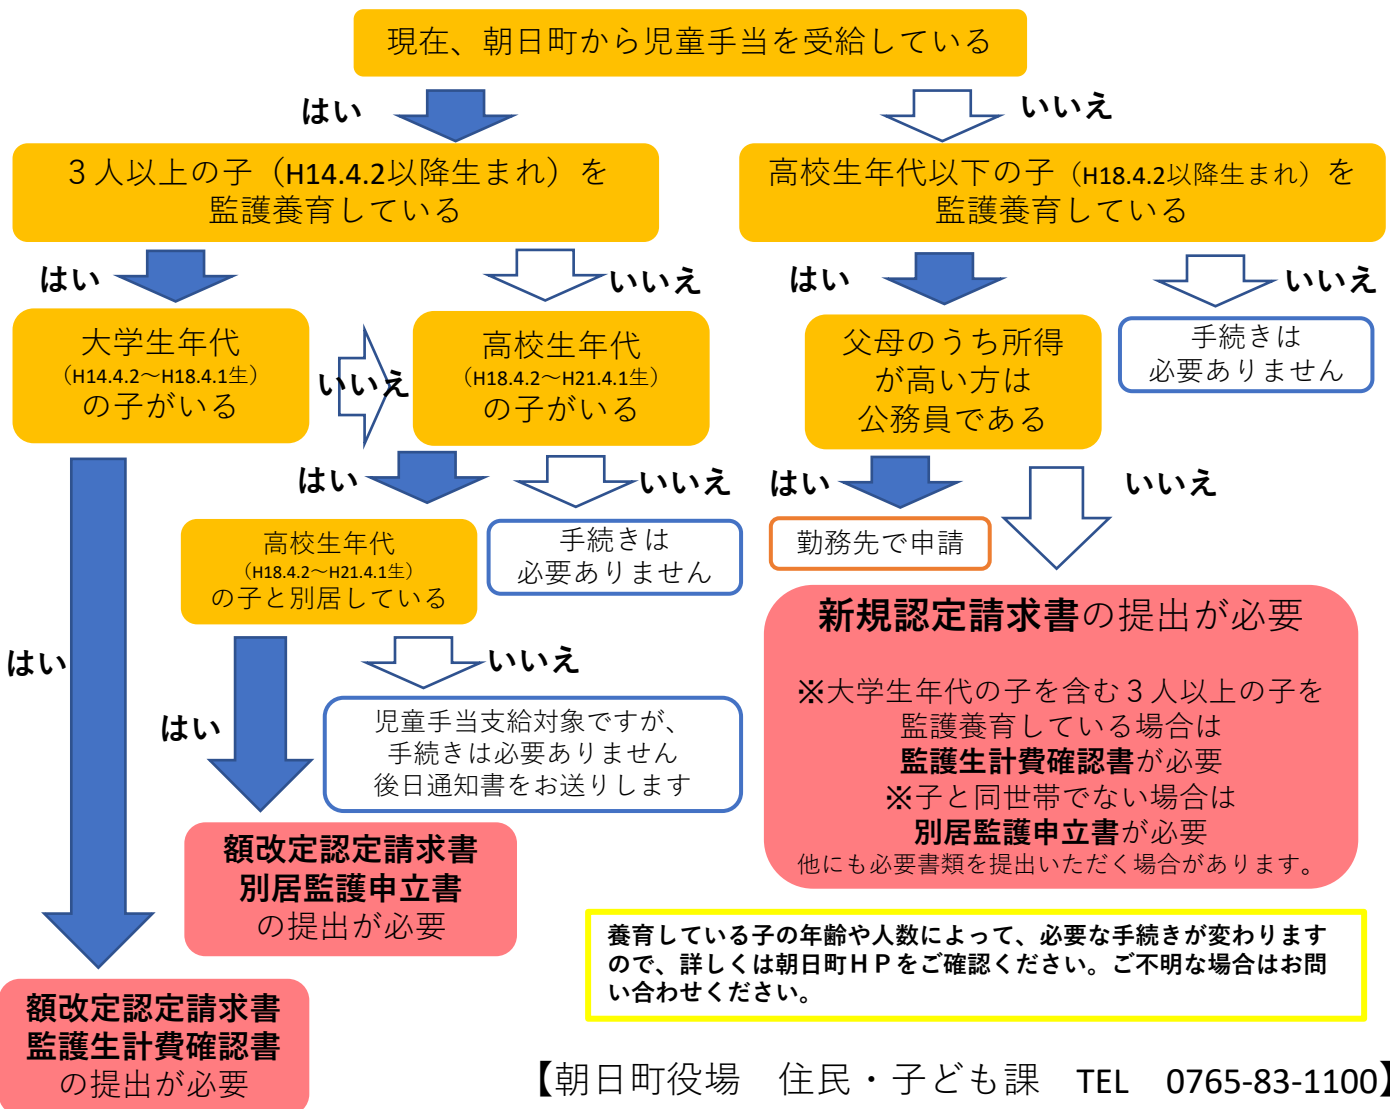 現在、朝日町から児童手当を受給している
はい
いいえ
３人以上の子（H14.4.2以降生まれ）を
監護養育している
高校生年代以下の子（H18.4.2以降生まれ）を
監護養育している
はい
いいえ
はい
いいえ
大学生年代
（H14.4.2～H18.4.1生）
の子がいる
いいえ
高校生年代
（H18.4.2～H21.4.1生）
の子がいる
父母のうち所得
が高い方は
公務員である
手続きは
必要ありません
はい
いいえ
はい
いいえ
高校生年代
（H18.4.2～H21.4.1生）
の子と別居している
手続きは
必要ありません
勤務先で申請
はい
はい
いいえ
児童手当支給対象ですが、
手続きは必要ありません
後日通知書をお送りします
新規認定請求書の提出が必要
※大学生年代の子を含む３人以上の子を
監護養育している場合は
監護生計費確認書が必要
※子と同世帯でない場合は
別居監護申立書が必要
他にも必要書類を提出いただく場合があります。
額改定認定請求書
別居監護申立書
の提出が必要
養育している子の年齢や人数によって、必要な手続きが変わります
ので、詳しくは朝日町ＨＰをご確認ください。ご不明な場合はお問
い合わせください。
額改定認定請求書
監護生計費確認書
の提出が必要
【朝日町役場　住民・子ども課　TEL　0765-83-1100】